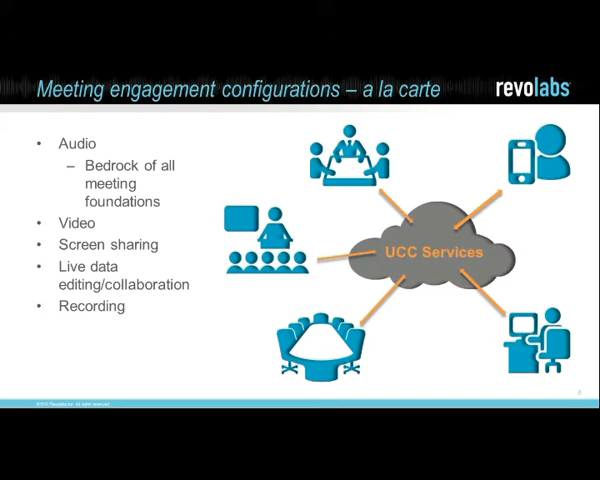 Meeting engagement configurations – a la carte
revolabs
• Audio
– Bedrock of all
meeting
foundations
• Video
• Screen sharing
• Live data
editing/collaboration
• Recording
UCC Services